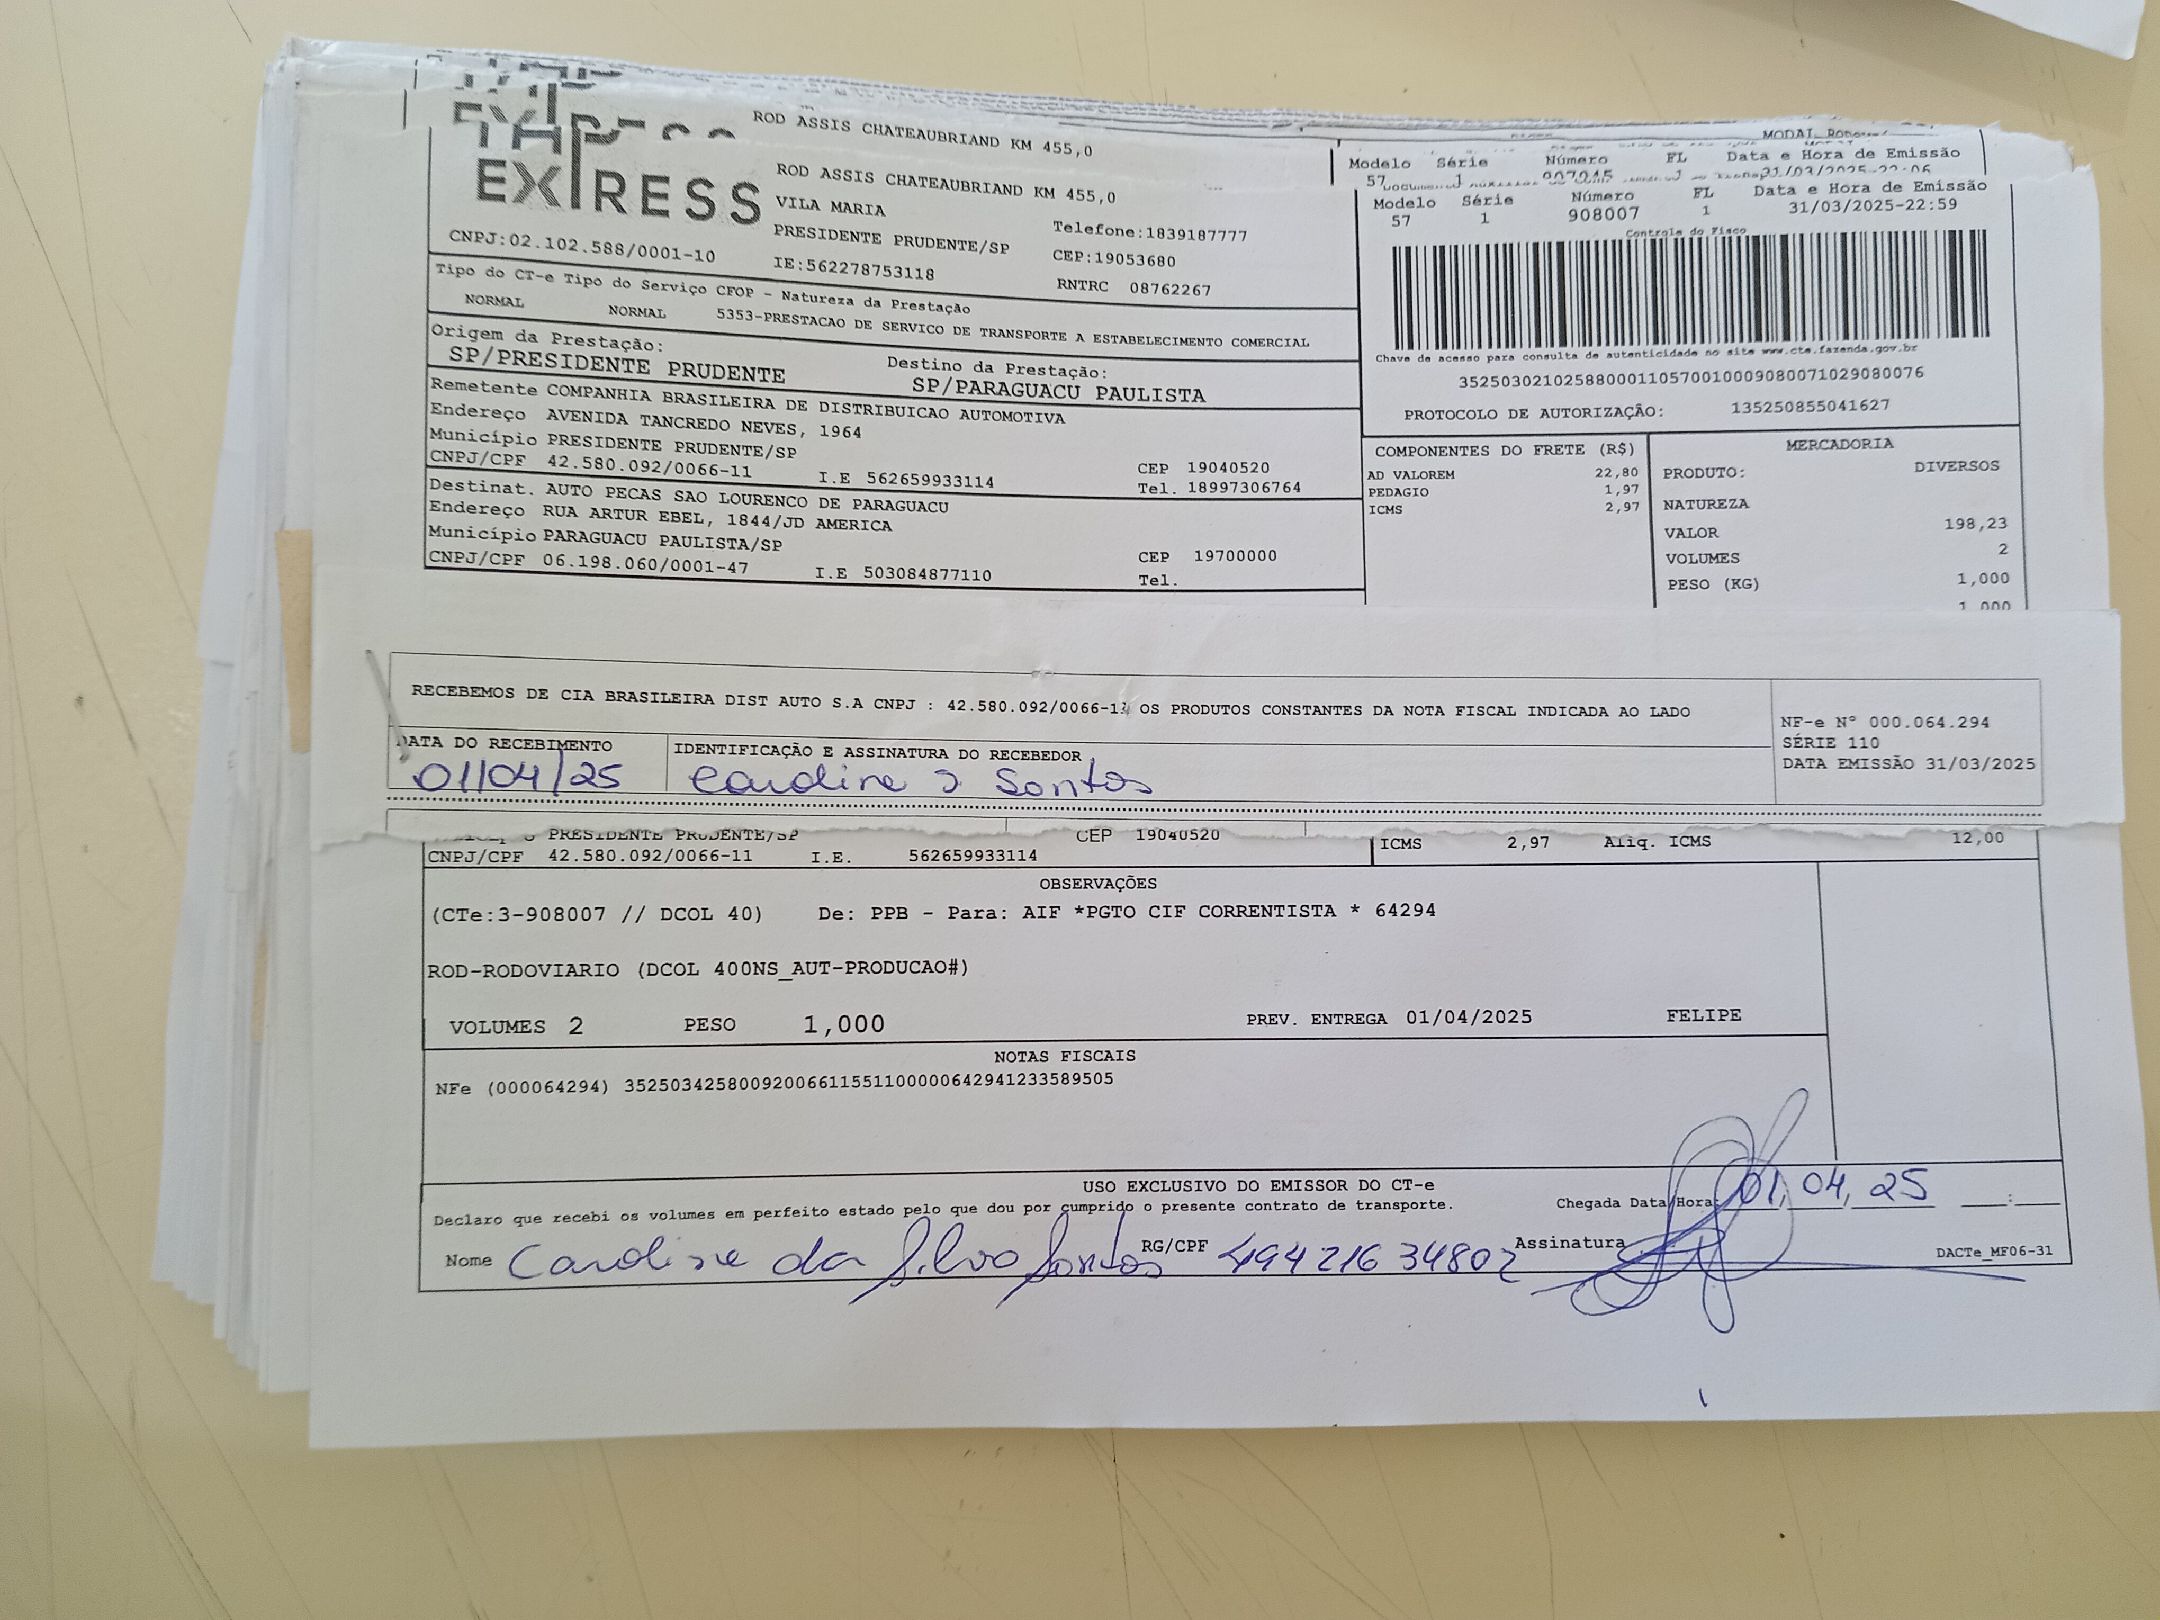 EXPRESS
ROD ASSIS CHATEAUBRIAND KM 455,0
ROD ASSIS CHATEAUBRIAND KM 455,0
VILA MARIA
PRESIDENTE PRUDENTE/SP
Telefone:1839187777
CNPJ:02.102.588/0001-10
IE:562278753118
CEP:19053680
RNTRC 08762267
Modelo Série Número FL Data e Hora de Emissão
57 1
Modelo Série Número FL Data e Hora de Emissão
57 1 908007 1 31/03/2025-22:59
Controle do Fisco
Chave de acesso para consulta de autenticidade no site www.cte.fazenda.gov.br
35250302102588000110570010009080071029080076
PROTOCOLO DE AUTORIZAÇÃO: 135250855041627
Tipo do CT-e Tipo do Serviço CFOP - Natureza da Prestação
NORMAL NORMAL 5353-PRESTACAO DE SERVICO DE TRANSPORTE A ESTABELECIMENTO COMERCIAL
Origem da Prestação: Destino da Prestação:
SP/PRESIDENTE PRUDENTE SP/PARAGUACU PAULISTA
Remetente COMPANHIA BRASILEIRA DE DISTRIBUICAO AUTOMOTIVA
Endereço AVENIDA TANCREDO NEVES, 1964
Município PRESIDENTE PRUDENTE/SP CEP 19040520
CNPJ/CPF 42.580.092/0066-11 I.E 562659933114 Tel. 18997306764
Destinat. AUTO PECAS SAO LOURENCO DE PARAGUACU
Endereço RUA ARTUR EBEL, 1844/JD AMERICA
Município PARAGUACU PAULISTA/SP CEP 19700000
CNPJ/CPF 06.198.060/0001-47 I.E 503084877110 Tel.
COMPONENTES DO FRETE (R$)
AD VALOREM 22,80
PEDAGIO 1,97
ICMS 2,97
MERCADORIA
PRODUTO: DIVERSOS
NATUREZA
VALOR 198,23
VOLUMES 2
PESO (KG) 1,000
1,000
RECEBEMOS DE CIA BRASILEIRA DIST AUTO S.A CNPJ : 42.580.092/0066-11 OS PRODUTOS CONSTANTES DA NOTA FISCAL INDICADA AO LADO
NF-e N° 000.064.294
SÉRIE 110
DATA EMISSÃO 31/03/2025
DATA DO RECEBIMENTO IDENTIFICAÇÃO E ASSINATURA DO RECEBEDOR
01/04/25 Caroline S Santos
PRESIDENTE PRUDENTE/SP CEP 19040520
CNPJ/CPF 42.580.092/0066-11 I.E. 562659933114
ICMS 2,97 Aliq. ICMS 12,00
OBSERVAÇÕES
(CTe:3-908007 // DCOL 40) De: PPB - Para: AIF *PGTO CIF CORRENTISTA * 64294
ROD-RODOVIARIO (DCOL 400NS_AUT-PRODUCAO#)
VOLUMES 2 PESO 1,000 PREV. ENTREGA 01/04/2025 FELIPE
NOTAS FISCAIS
NFe (000064294) 35250342580092006611551100000642941233589505
USO EXCLUSIVO DO EMISSOR DO CT-e
Declaro que recebi os volumes em perfeito estado pelo que dou por cumprido o presente contrato de transporte. Chegada Data/Hora: 01,04,25 __:__
Nome Caroline da Silva Santos RG/CPF 49421634802 Assinatura DACTe_MF06-31